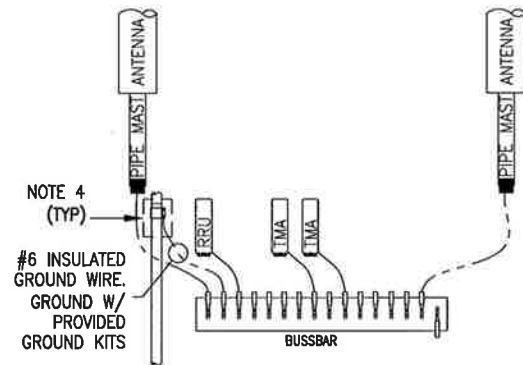 ANTENNA
PIPE MAST
ANTENNA
PIPE MAST
NOTE 4
(TYP)
RRU
TMA
TMA
#6 INSULATED
GROUND WIRE.
GROUND W/
PROVIDED
GROUND KITS
BUSSBAR